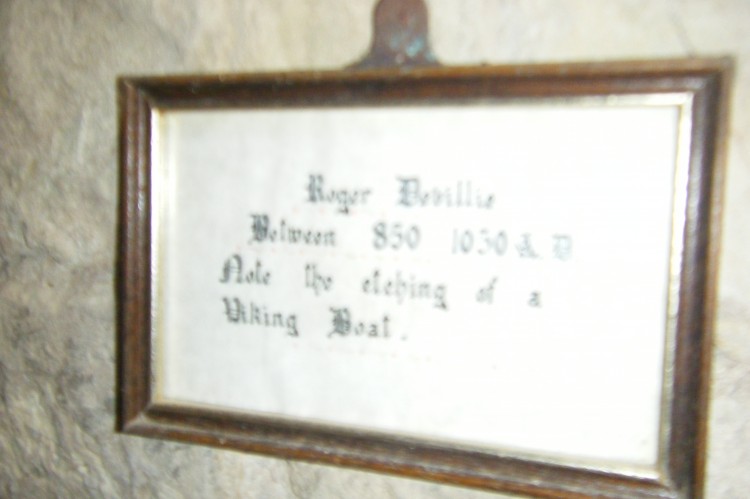 Roger Devillie
Between 850 1030 A.D
Note the etching of a
Viking Boat.